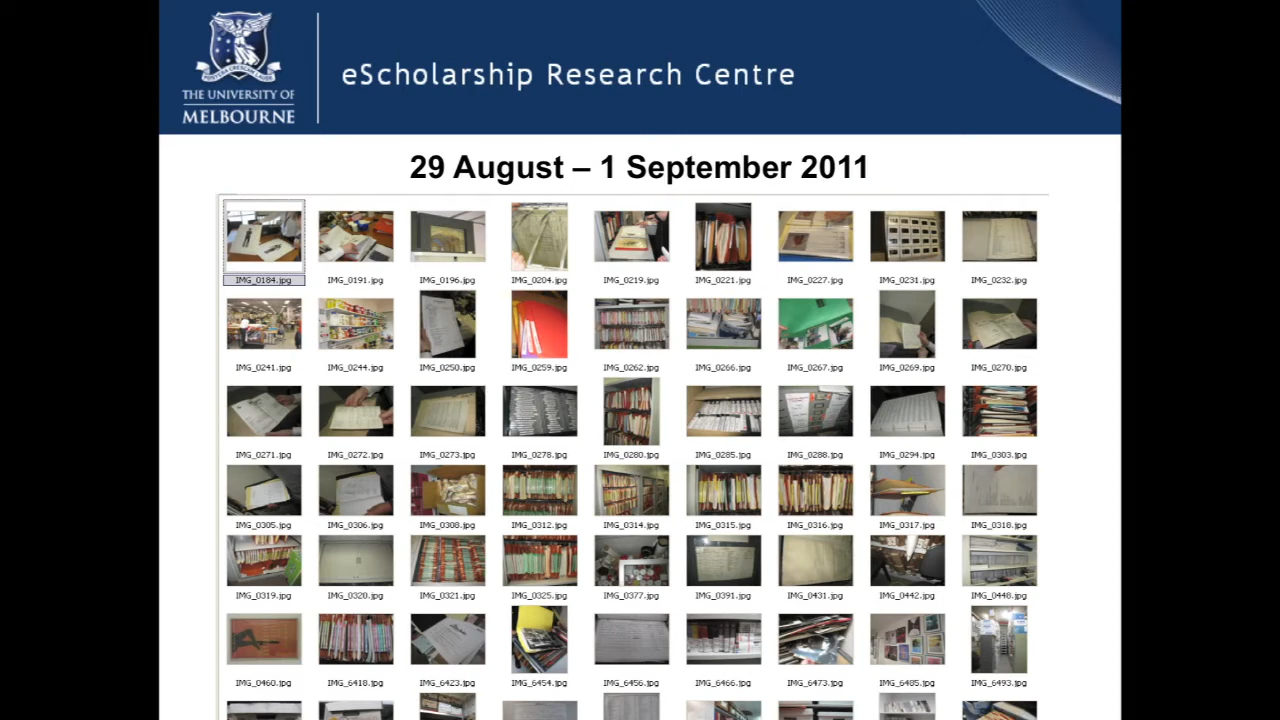 THE UNIVERSITY OF
MELBOURNE
eScholarship Research Centre
29 August – 1 September 2011
IMG_0184.jpg IMG_0191.jpg IMG_0196.jpg IMG_0204.jpg IMG_0219.jpg IMG_0221.jpg IMG_0227.jpg IMG_0231.jpg IMG_0232.jpg
IMG_0241.jpg IMG_0244.jpg IMG_0250.jpg IMG_0259.jpg IMG_0262.jpg IMG_0266.jpg IMG_0267.jpg IMG_0269.jpg IMG_0270.jpg
IMG_0271.jpg IMG_0272.jpg IMG_0273.jpg IMG_0278.jpg IMG_0280.jpg IMG_0285.jpg IMG_0288.jpg IMG_0294.jpg IMG_0303.jpg
IMG_0305.jpg IMG_0306.jpg IMG_0308.jpg IMG_0312.jpg IMG_0314.jpg IMG_0315.jpg IMG_0316.jpg IMG_0317.jpg IMG_0318.jpg
IMG_0319.jpg IMG_0320.jpg IMG_0321.jpg IMG_0325.jpg IMG_0377.jpg IMG_0391.jpg IMG_0431.jpg IMG_0442.jpg IMG_0448.jpg
IMG_0460.jpg IMG_6418.jpg IMG_6423.jpg IMG_6454.jpg IMG_6456.jpg IMG_6466.jpg IMG_6473.jpg IMG_6485.jpg IMG_6493.jpg